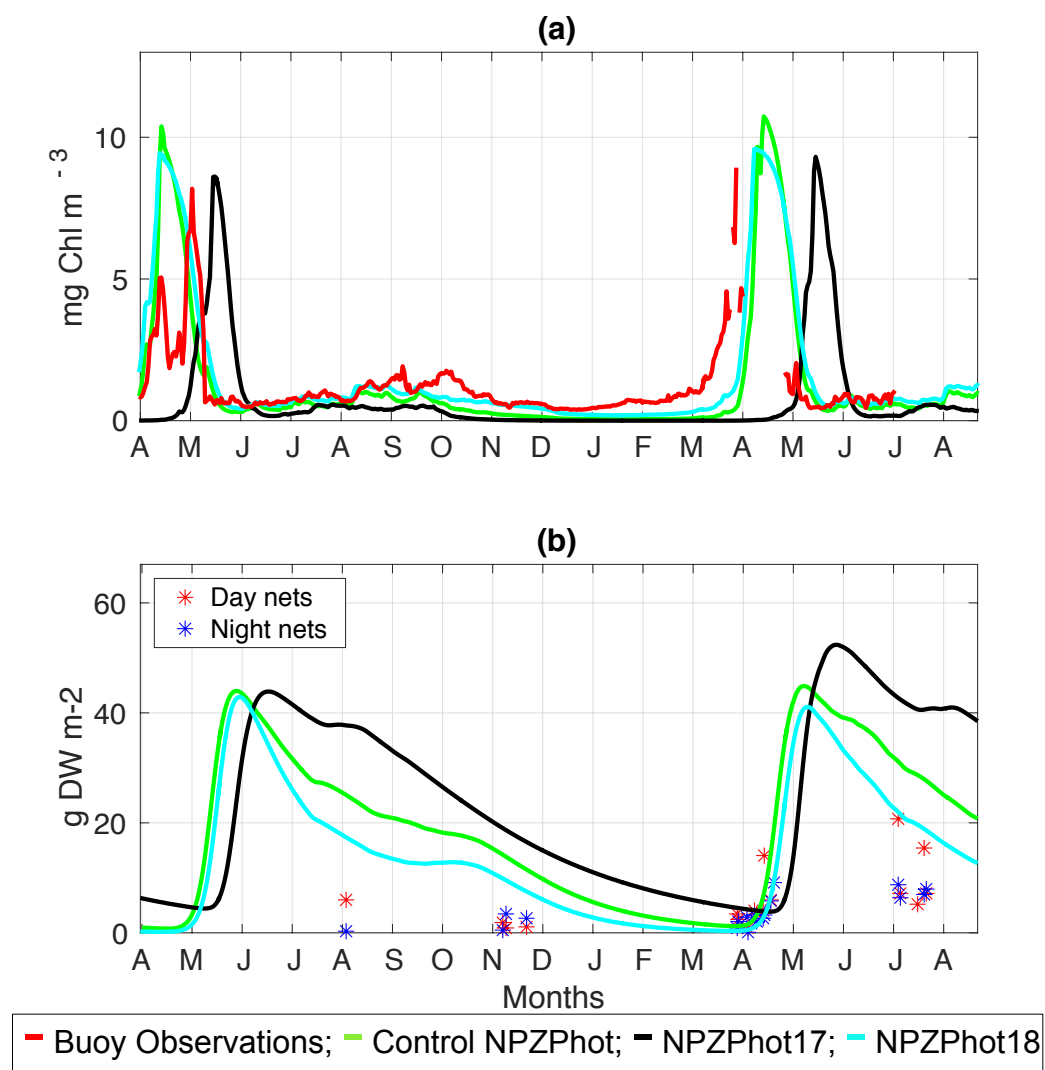 (a)
10
5
0
mg Chl m ⁻³
A M J J A S O N D J F M A M J J A
(b)
60
40
20
0
g DW m-2
Day nets
Night nets
A M J J A S O N D J F M A M J J A
Months
Buoy Observations; Control NPZPhot; NPZPhot17; NPZPhot18